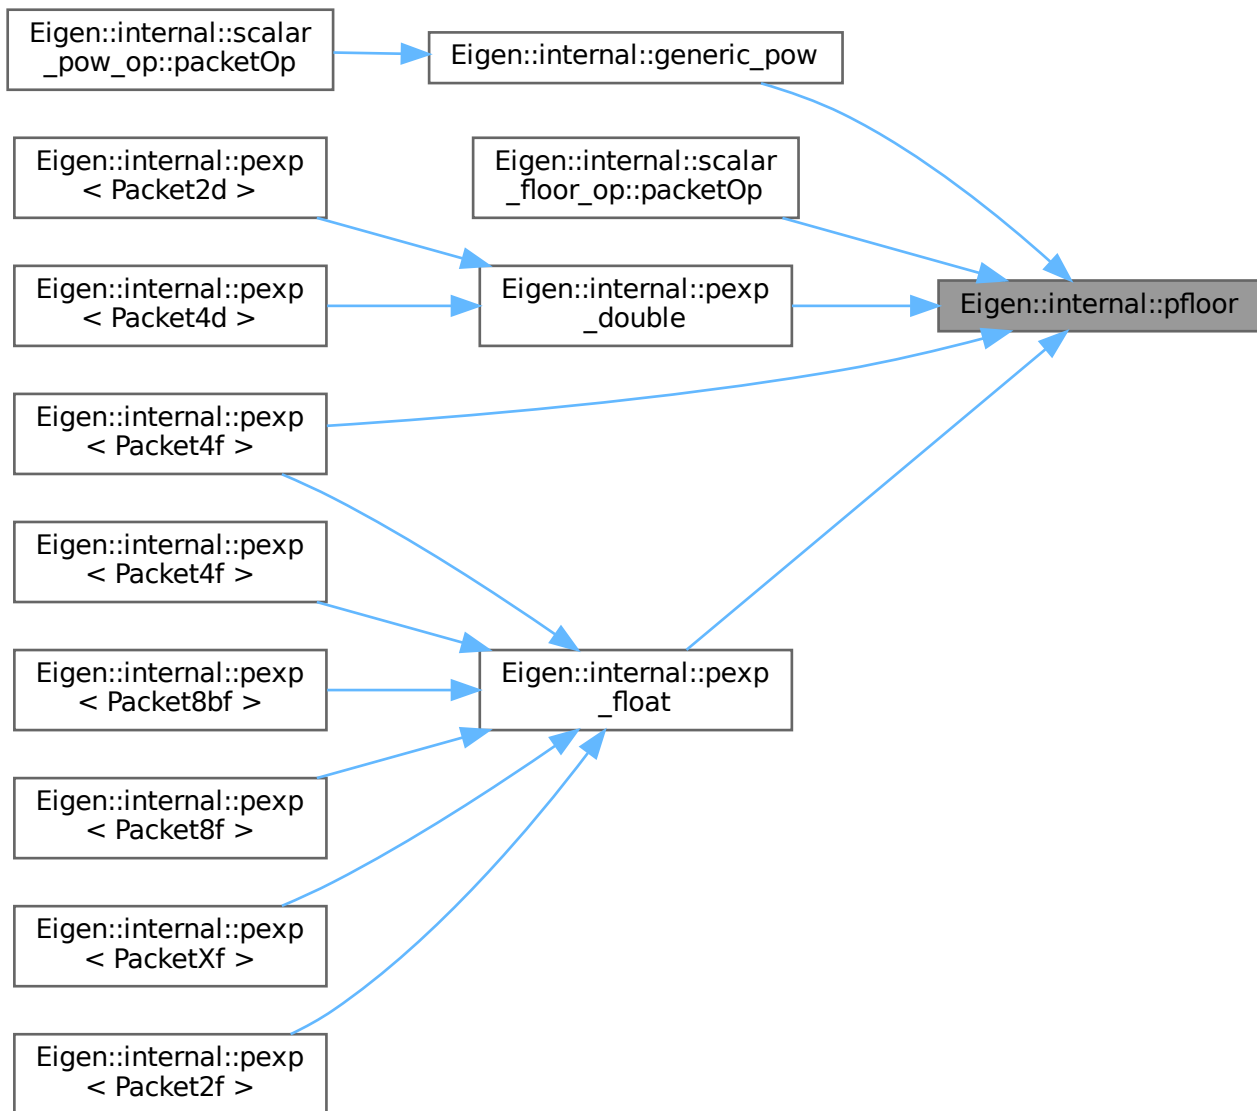 Eigen::internal::scalar
_pow_op::packetOp
Eigen::internal::generic_pow
Eigen::internal::pexp
< Packet2d >
Eigen::internal::scalar
_floor_op::packetOp
Eigen::internal::pexp
< Packet4d >
Eigen::internal::pexp
_double
Eigen::internal::pfloor
Eigen::internal::pexp
< Packet4f >
Eigen::internal::pexp
< Packet4f >
Eigen::internal::pexp
< Packet8bf >
Eigen::internal::pexp
_float
Eigen::internal::pexp
< Packet8f >
Eigen::internal::pexp
< PacketXf >
Eigen::internal::pexp
< Packet2f >